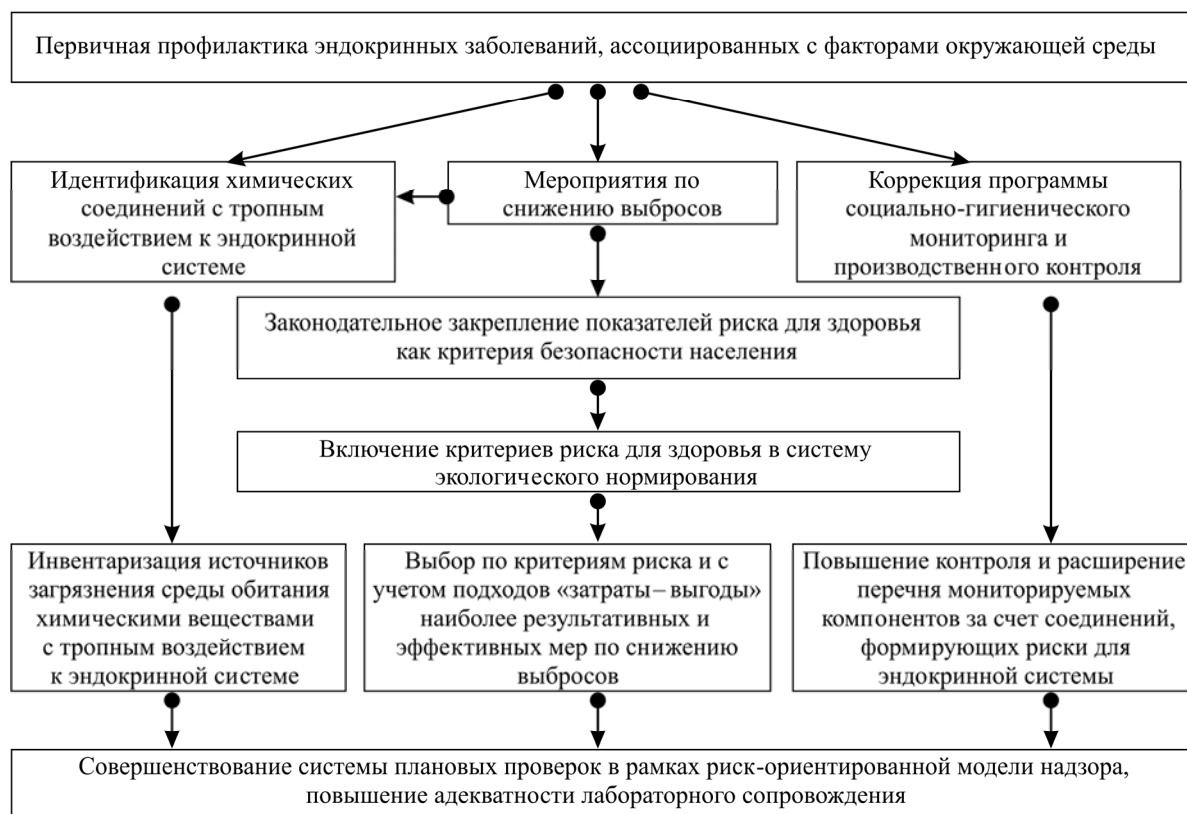 Первичная профилактика эндокринных заболеваний, ассоциированных с факторами окружающей среды
Идентификация химических
соединений с тропным
воздействием к эндокринной
системе
Мероприятия по
снижению выбросов
Коррекция программы
социально-гигиенического
мониторинга и
производственного контроля
Законодательное закрепление показателей риска для здоровья
как критерия безопасности населения
Включение критериев риска для здоровья в систему
экологического нормирования
Инвентаризация источников
загрязнения среды обитания
химическими веществами
с тропным воздействием
к эндокринной системе
Выбор по критериям риска и с
учетом подходов «затраты–выгоды»
наиболее результативных и
эффективных мер по снижению
выбросов
Повышение контроля и расширение
перечня мониторируемых
компонентов за счет соединений,
формирующих риски для
эндокринной системы
Совершенствование системы плановых проверок в рамках риск-ориентированной модели надзора,
повышение адекватности лабораторного сопровождения